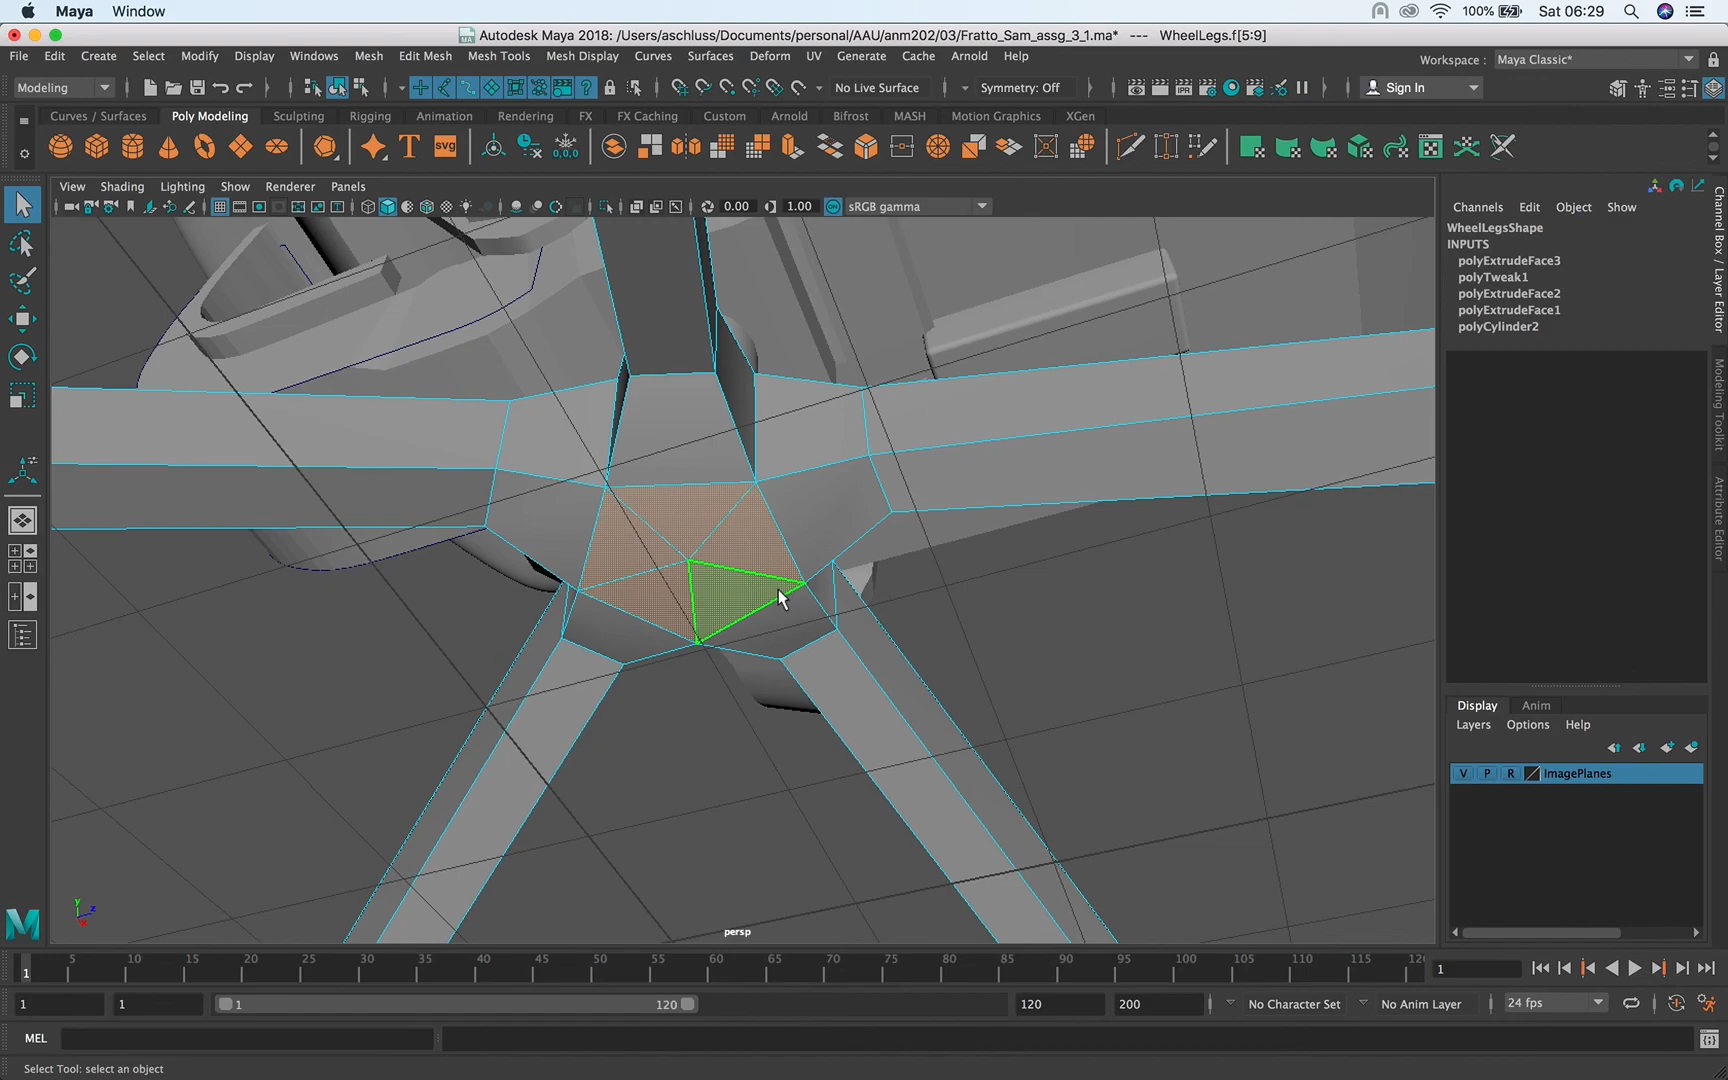 Maya Window 100% Sat 06:29
Autodesk Maya 2018: /Users/aschluss/Documents/personal/AAU/anm202/03/Fratto_Sam_assg_3_1.ma* --- WheelLegs.f[5:9]
File Edit Create Select Modify Display Windows Mesh Edit Mesh Mesh Tools Mesh Display Curves Surfaces Deform UV Generate Cache Arnold Help Workspace : Maya Classic*
Modeling No Live Surface Symmetry: Off Sign In
Curves / Surfaces Poly Modeling Sculpting Rigging Animation Rendering FX FX Caching Custom Arnold Bifrost MASH Motion Graphics XGen
T svg 0,0,0
View Shading Lighting Show Renderer Panels
0.00 1.00 ON sRGB gamma
Channels Edit Object Show
WheelLegsShape
INPUTS
polyExtrudeFace3
polyTweak1
polyExtrudeFace2
polyExtrudeFace1
polyCylinder2
Channel Box / Layer Editor
Modeling Toolkit
Attribute Editor
Display Anim
Layers Options Help
V P R ImagePlanes
y z x
persp
5 10 15 20 25 30 35 40 45 50 55 60 65 70 75 80 85 90 95 100 105 110 115
1 1
1 1 1 120 120 200 No Character Set No Anim Layer 24 fps
MEL
Select Tool: select an object